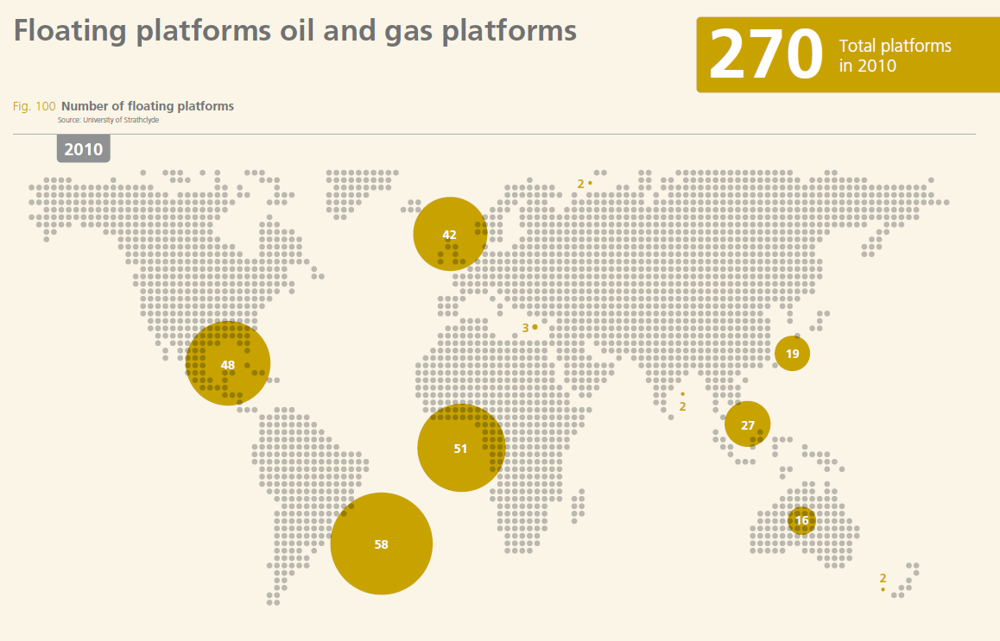 Floating platforms oil and gas platforms
270
Total platforms
in 2010
Fig. 100 Number of floating platforms
Source: University of Strathclyde
2010
2
42
3
48
19
2
27
51
16
58
2